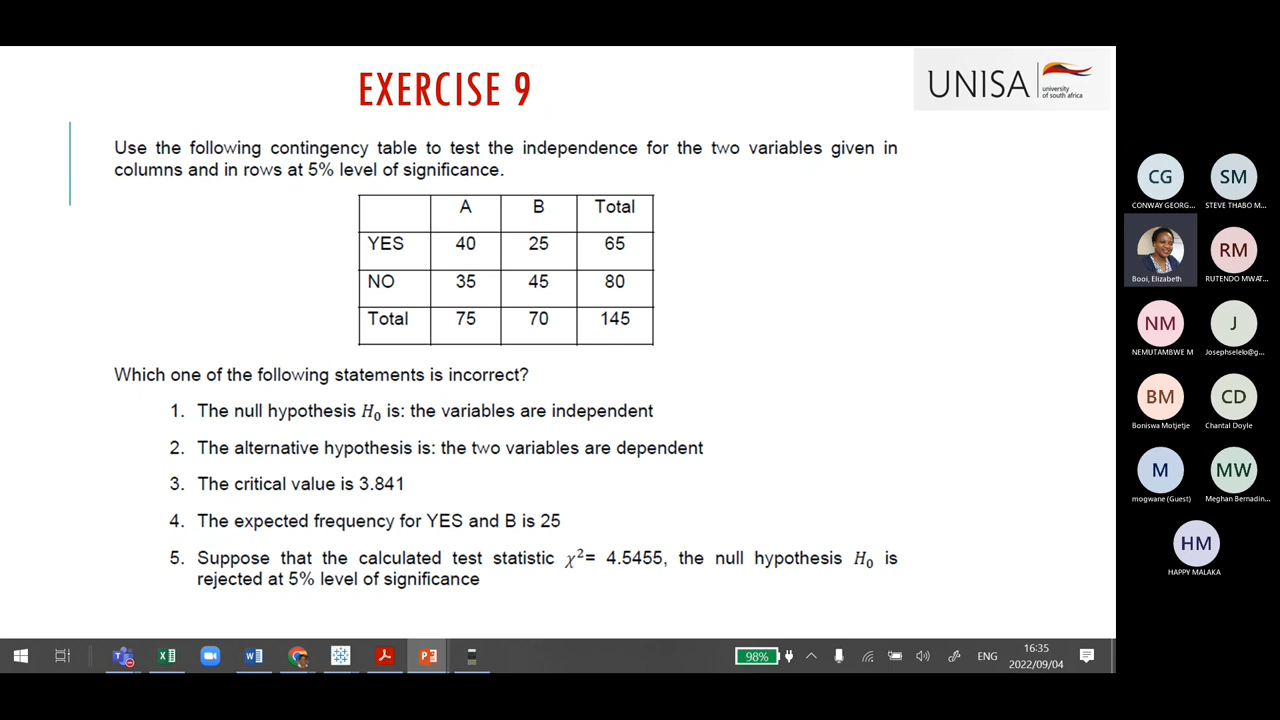 EXERCISE 9
UNISA
university
of south africa
Use the following contingency table to test the independence for the two variables given in
columns and in rows at 5% level of significance.
A B Total
YES 40 25 65
NO 35 45 80
Total 75 70 145
Which one of the following statements is incorrect?
1. The null hypothesis H₀ is: the variables are independent
2. The alternative hypothesis is: the two variables are dependent
3. The critical value is 3.841
4. The expected frequency for YES and B is 25
5. Suppose that the calculated test statistic χ²= 4.5455, the null hypothesis H₀ is
rejected at 5% level of significance
CG SM
CONWAY GEORG... STEVE THABO M...
RM
Booi, Elizabeth RUTENDO MWAT...
NM J
NEMUTAMBWE M Josephselelo@g...
BM CD
Boniswa Motjetje Chantal Doyle
M MW
mogwane (Guest) Meghan Bernadin...
HM
HAPPY MALAKA
98% ENG 16:35
2022/09/04